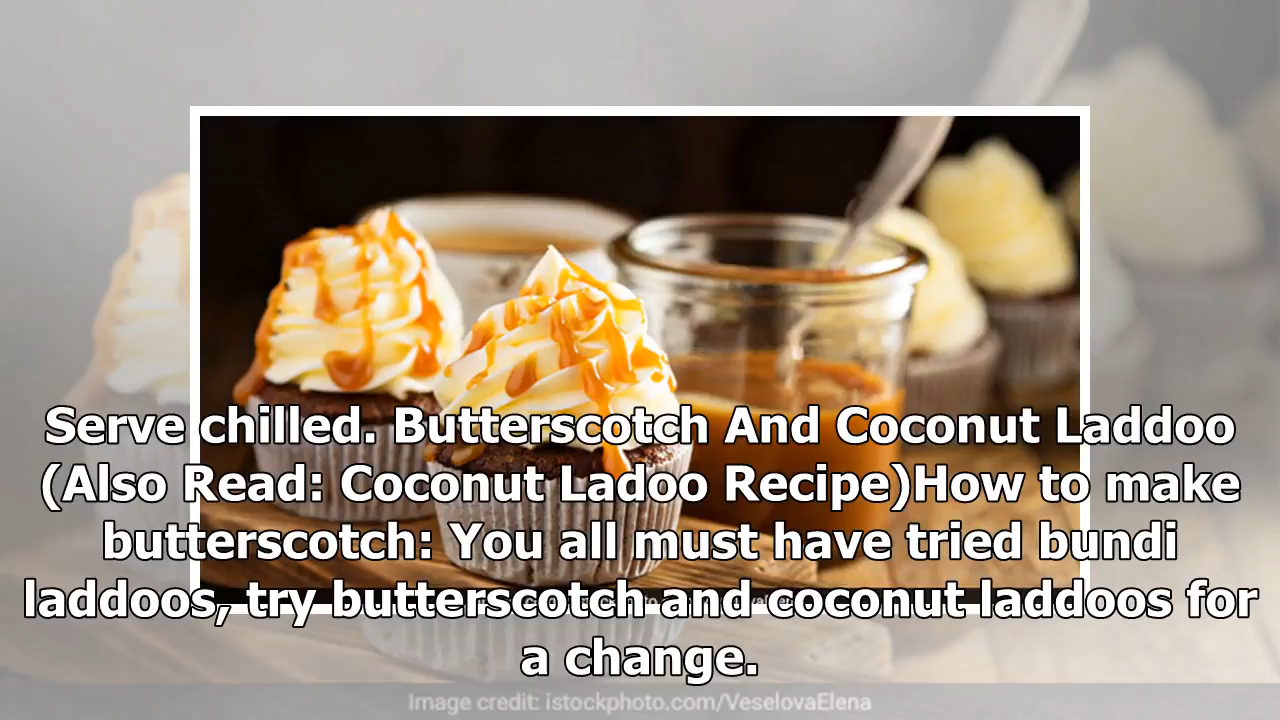 Serve chilled. Butterscotch And Coconut Laddoo
(Also Read: Coconut Ladoo Recipe)How to make
butterscotch: You all must have tried bundi
laddoos, try butterscotch and coconut laddoos for
a change.
Image credit: istockphoto.com/VeselovaElena